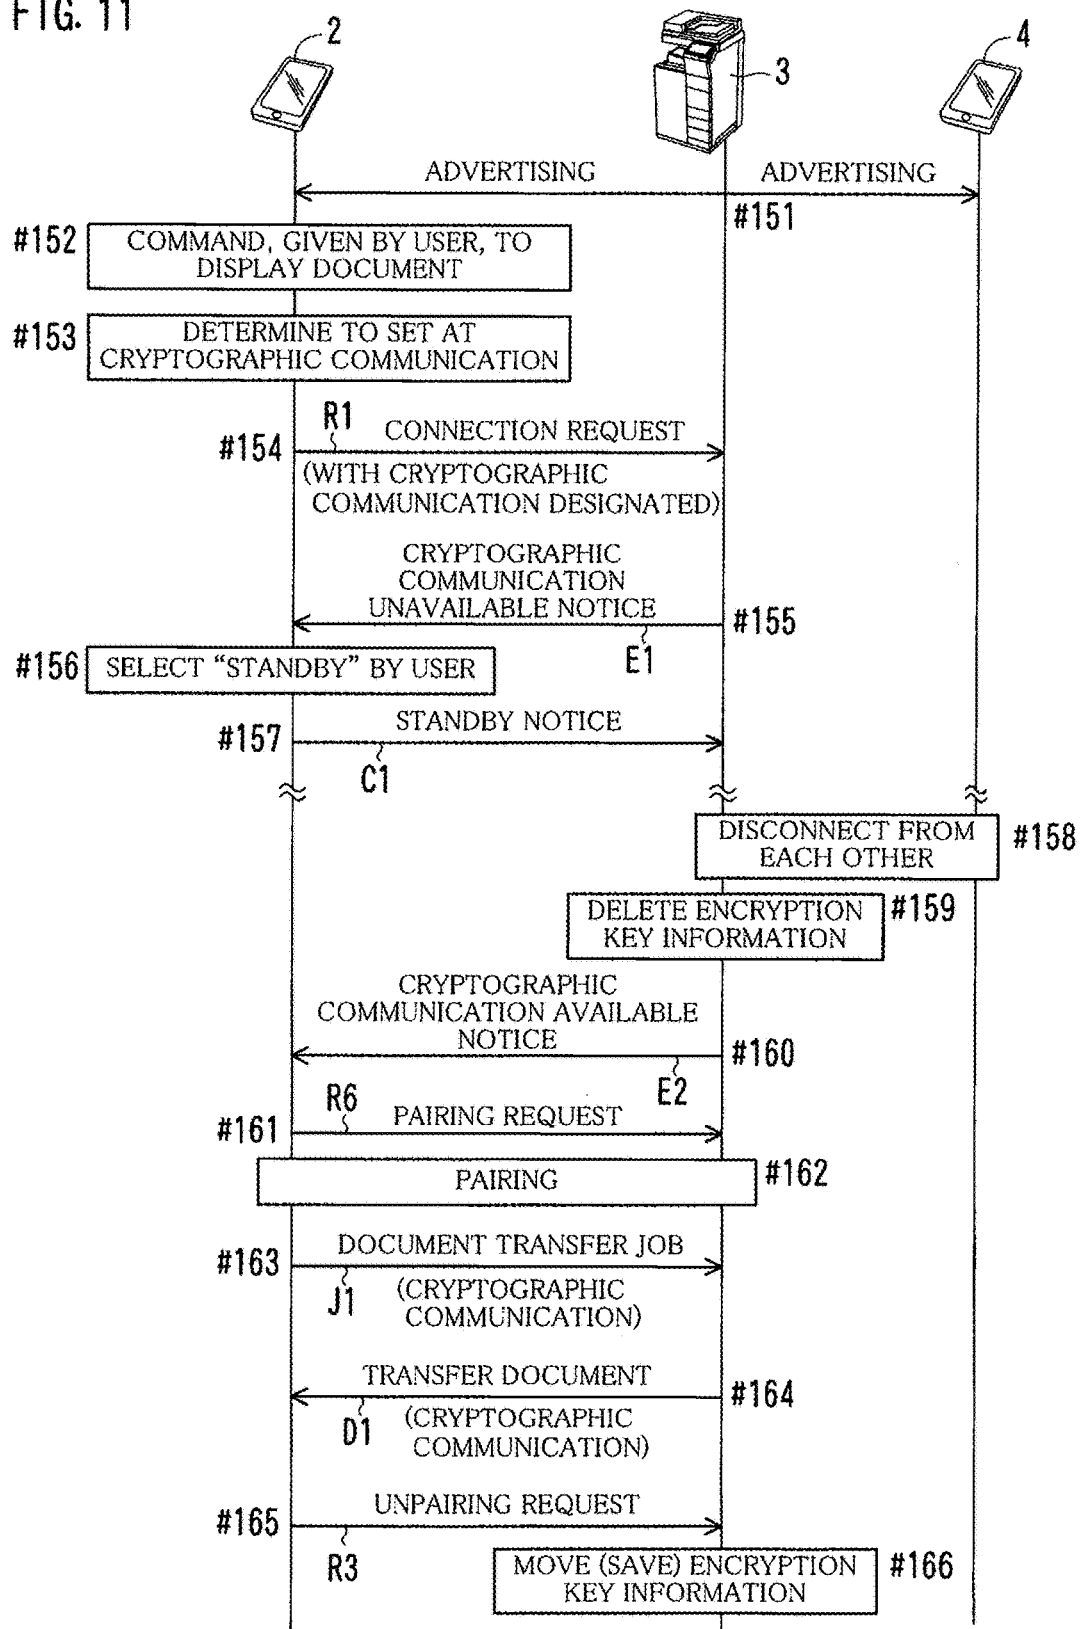 FIG. 11
2
3
4
ADVERTISING
ADVERTISING
#151
#152
COMMAND, GIVEN BY USER, TO
DISPLAY DOCUMENT
#153
DETERMINE TO SET AT
CRYPTOGRAPHIC COMMUNICATION
R1
#154
CONNECTION REQUEST
(WITH CRYPTOGRAPHIC
COMMUNICATION DESIGNATED)
CRYPTOGRAPHIC
COMMUNICATION
UNAVAILABLE NOTICE
#155
E1
#156
SELECT “STANDBY” BY USER
#157
STANDBY NOTICE
C1
DISCONNECT FROM
EACH OTHER
#158
DELETE ENCRYPTION
KEY INFORMATION
#159
CRYPTOGRAPHIC
COMMUNICATION AVAILABLE
NOTICE
#160
E2
R6
#161
PAIRING REQUEST
PAIRING
#162
#163
DOCUMENT TRANSFER JOB
J1
(CRYPTOGRAPHIC
COMMUNICATION)
TRANSFER DOCUMENT
#164
D1
(CRYPTOGRAPHIC
COMMUNICATION)
#165
UNPAIRING REQUEST
R3
MOVE (SAVE) ENCRYPTION
KEY INFORMATION
#166